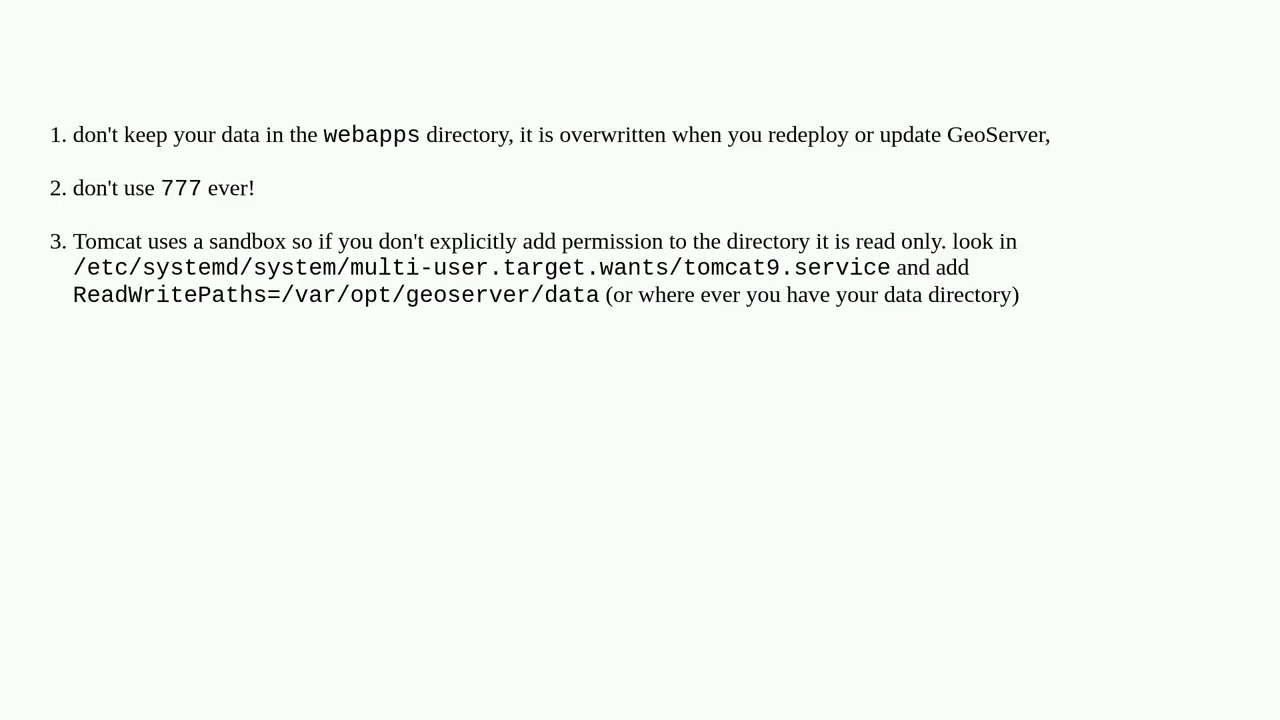 1. don't keep your data in the webapps directory, it is overwritten when you redeploy or update GeoServer,
2. don't use 777 ever!
3. Tomcat uses a sandbox so if you don't explicitly add permission to the directory it is read only. look in
/etc/systemd/system/multi-user.target.wants/tomcat9.service and add
ReadWritePaths=/var/opt/geoserver/data (or where ever you have your data directory)